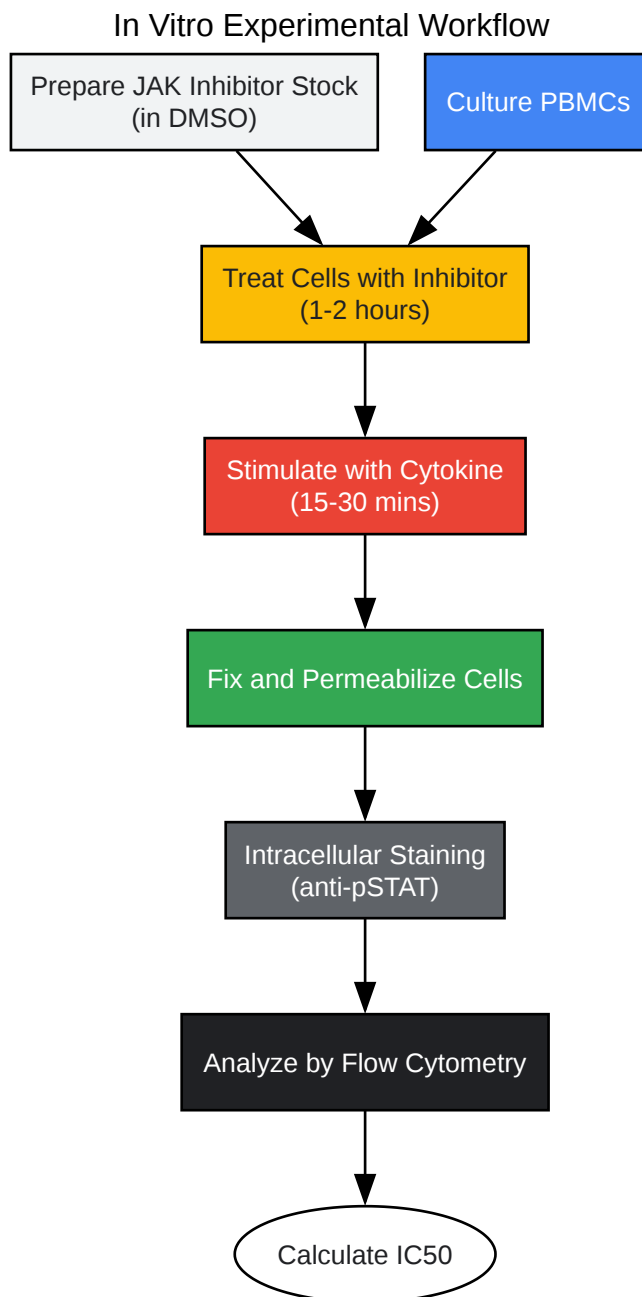 In Vitro Experimental Workflow
Prepare JAK Inhibitor Stock
(in DMSO)
Culture PBMCs
Treat Cells with Inhibitor
(1-2 hours)
Stimulate with Cytokine
(15-30 mins)
Fix and Permeabilize Cells
Intracellular Staining
(anti-pSTAT)
Analyze by Flow Cytometry
Calculate IC50